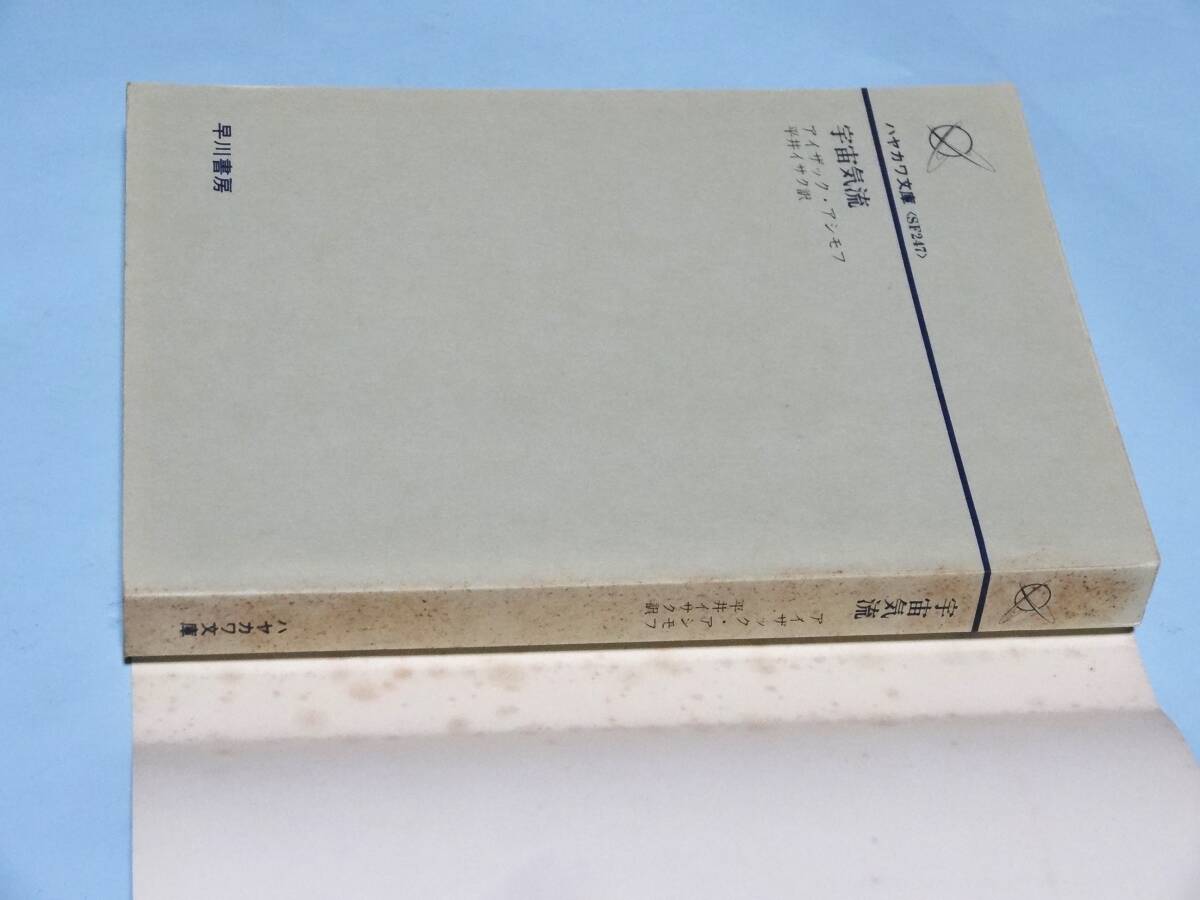 ハヤカワ文庫〈SF247〉
宇宙気流
アイザック・アシモフ
平井イサク訳
早川書房
宇宙気流
アイザック・アシモフ
平井イサク訳
ハヤカワ文庫